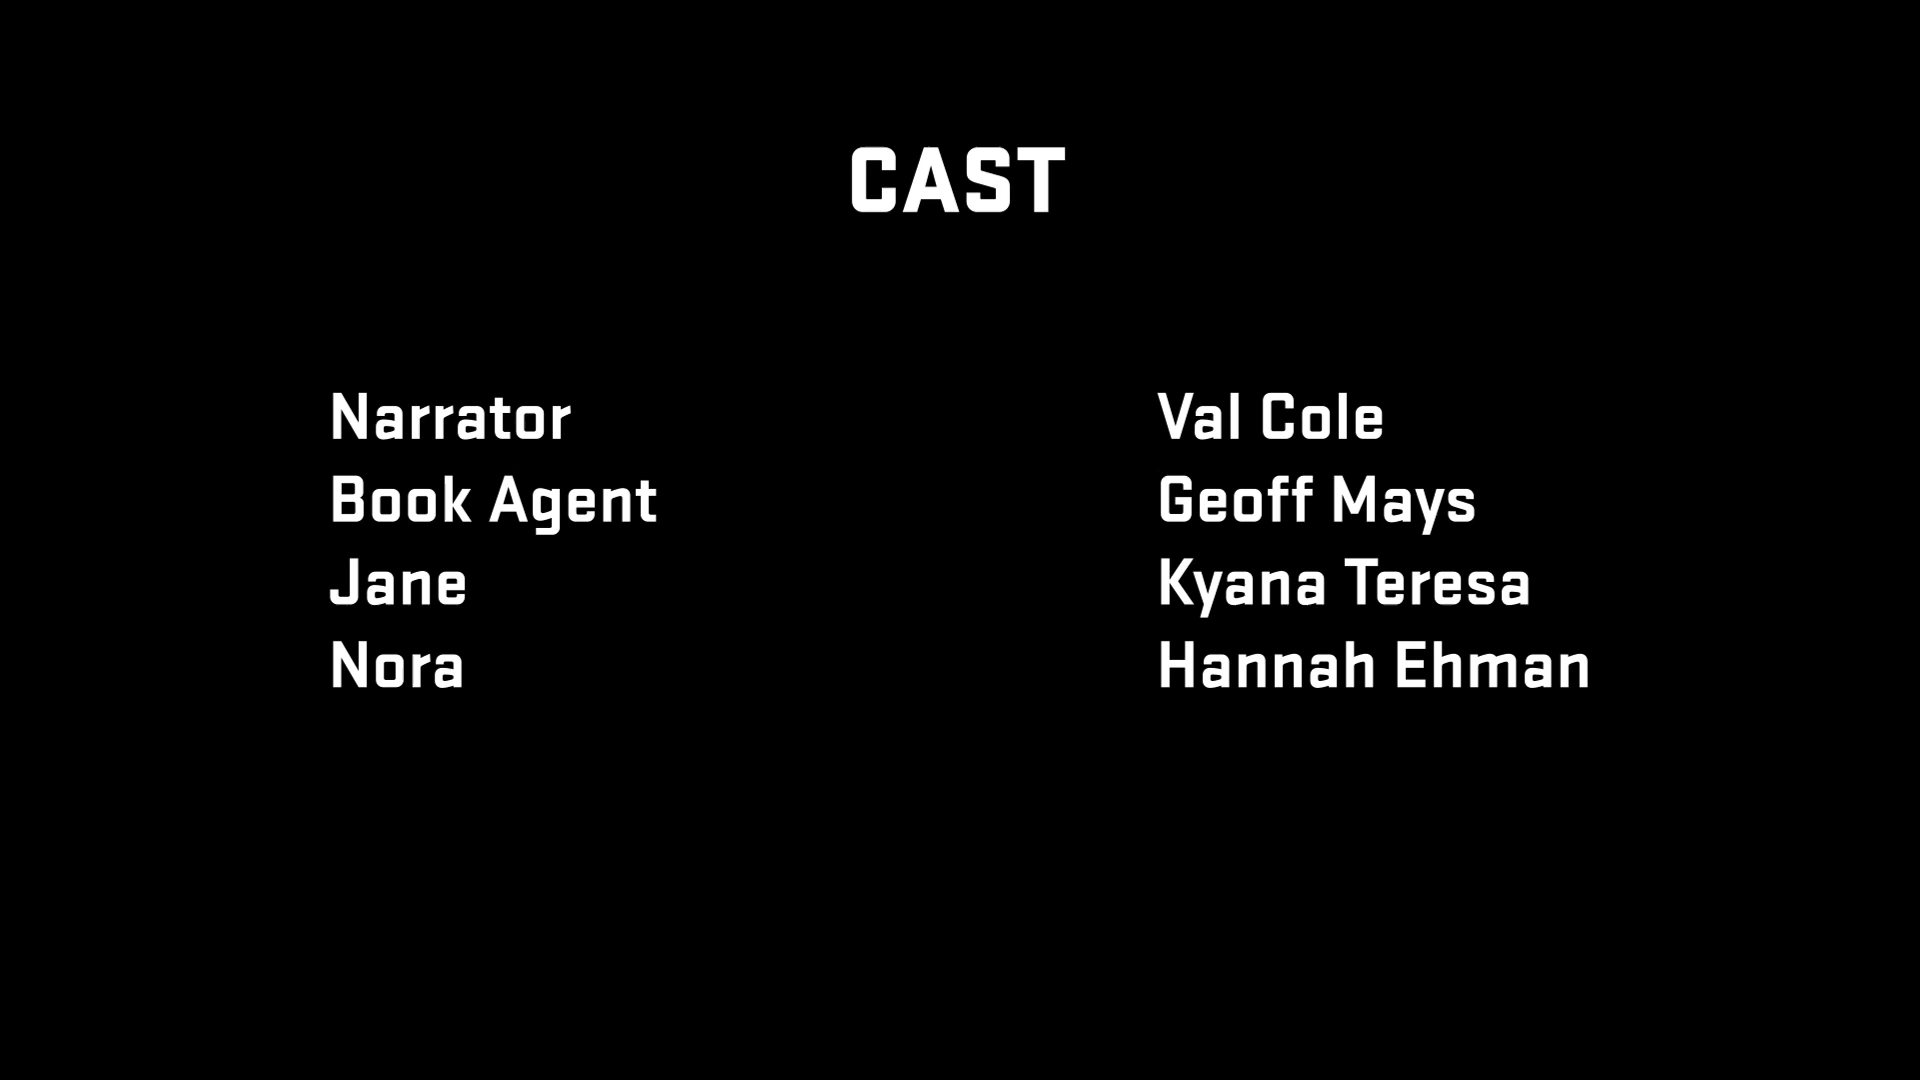 CAST
Narrator Val Cole
Book Agent Geoff Mays
Jane Kyana Teresa
Nora Hannah Ehman